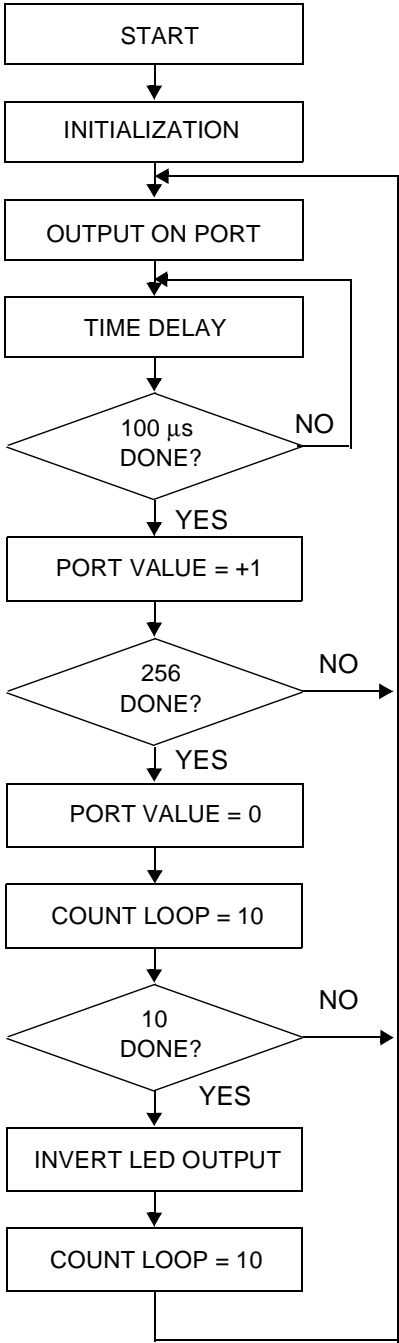 START
INITIALIZATION
OUTPUT ON PORT
TIME DELAY
100 μs
DONE?
NO
YES
PORT VALUE = +1
256
DONE?
NO
YES
PORT VALUE = 0
COUNT LOOP = 10
10
DONE?
NO
YES
INVERT LED OUTPUT
COUNT LOOP = 10